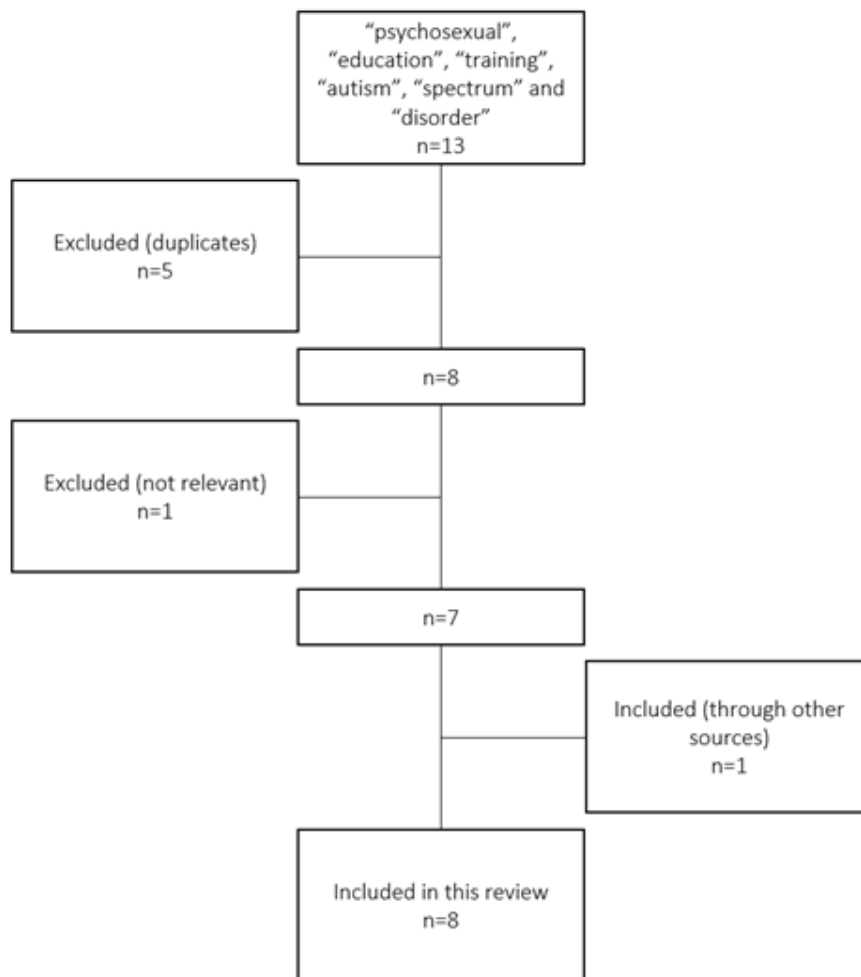 “psychosexual”,
“education”, “training”,
“autism”, “spectrum” and
“disorder”
n=13
Excluded (duplicates)
n=5
n=8
Excluded (not relevant)
n=1
n=7
Included (through other
sources)
n=1
Included in this review
n=8